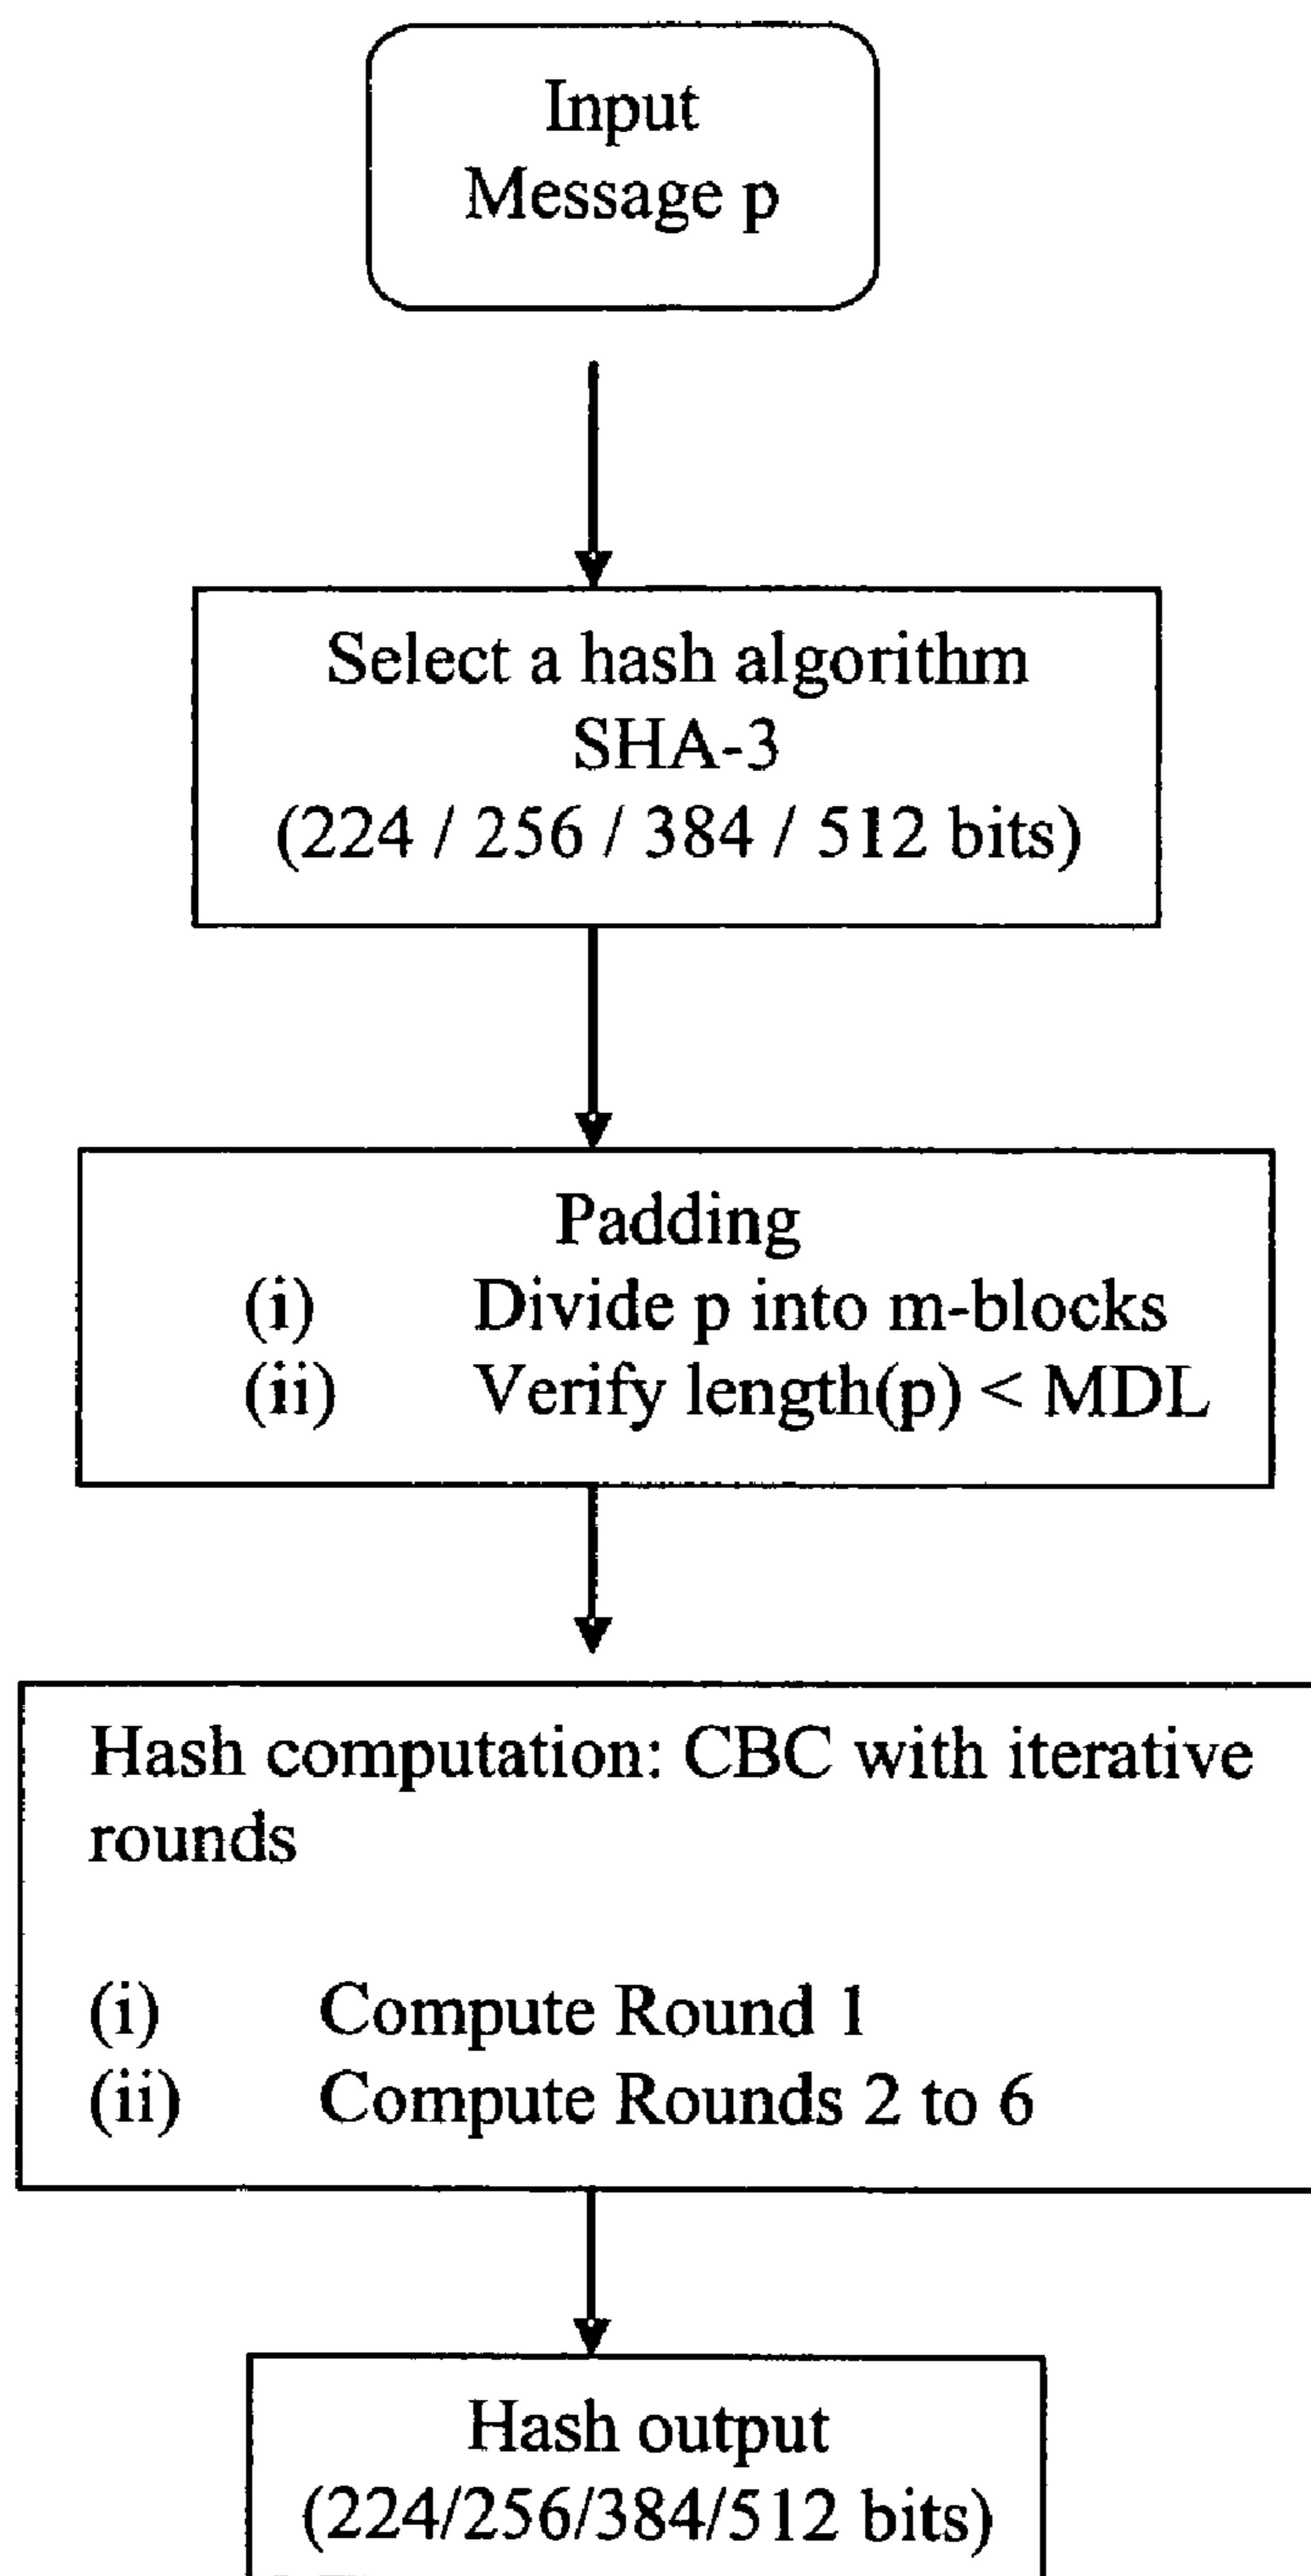 Input
Message p
Select a hash algorithm
SHA-3
(224 / 256 / 384 / 512 bits)
Padding
(i) Divide p into m-blocks
(ii) Verify length(p) < MDL
Hash computation: CBC with iterative
rounds
(i) Compute Round 1
(ii) Compute Rounds 2 to 6
Hash output
(224/256/384/512 bits)